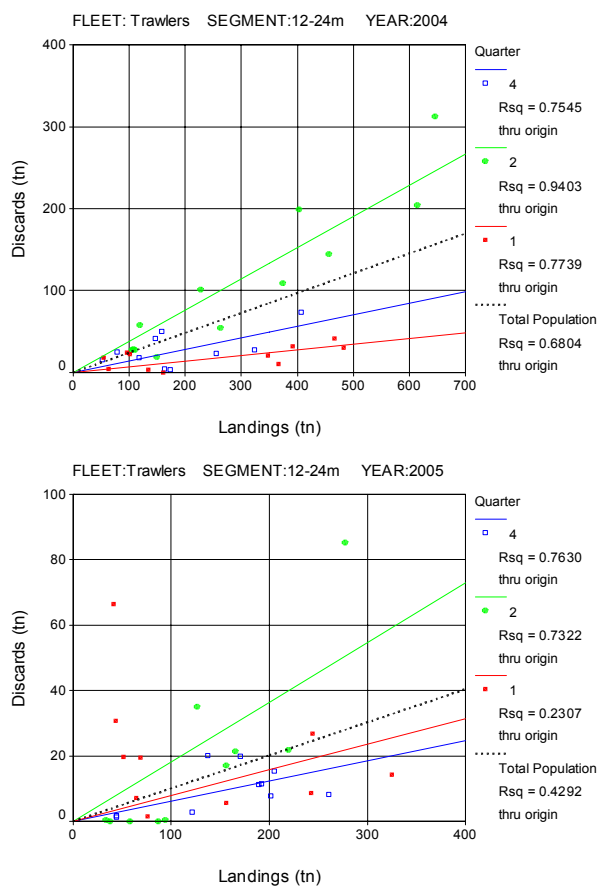 FLEET: Trawlers SEGMENT:12-24m YEAR:2004
400
300
200
100
0
Discards (tn)
0 100 200 300 400 500 600 700
Landings (tn)
Quarter
4
Rsq = 0.7545
thru origin
2
Rsq = 0.9403
thru origin
1
Rsq = 0.7739
thru origin
Total Population
Rsq = 0.6804
thru origin
FLEET:Trawlers SEGMENT:12-24m YEAR:2005
100
80
60
40
20
0
Discards (tn)
0 100 200 300 400
Landings (tn)
Quarter
4
Rsq = 0.7630
thru origin
2
Rsq = 0.7322
thru origin
1
Rsq = 0.2307
thru origin
Total Population
Rsq = 0.4292
thru origin